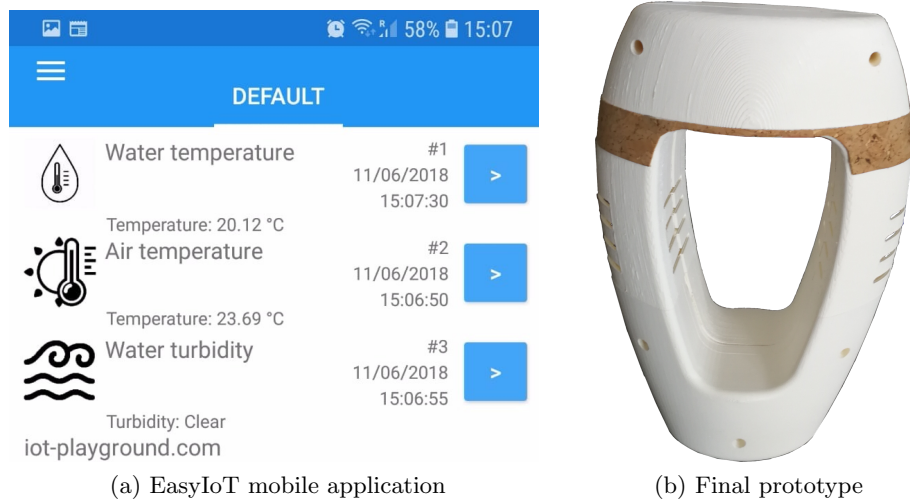 58% 15:07
DEFAULT
Water temperature
#1
11/06/2018
15:07:30
>
Temperature: 20.12 °C
Air temperature
#2
11/06/2018
15:06:50
>
Temperature: 23.69 °C
Water turbidity
#3
11/06/2018
15:06:55
>
Turbidity: Clear
iot-playground.com
(a) EasyIoT mobile application
(b) Final prototype